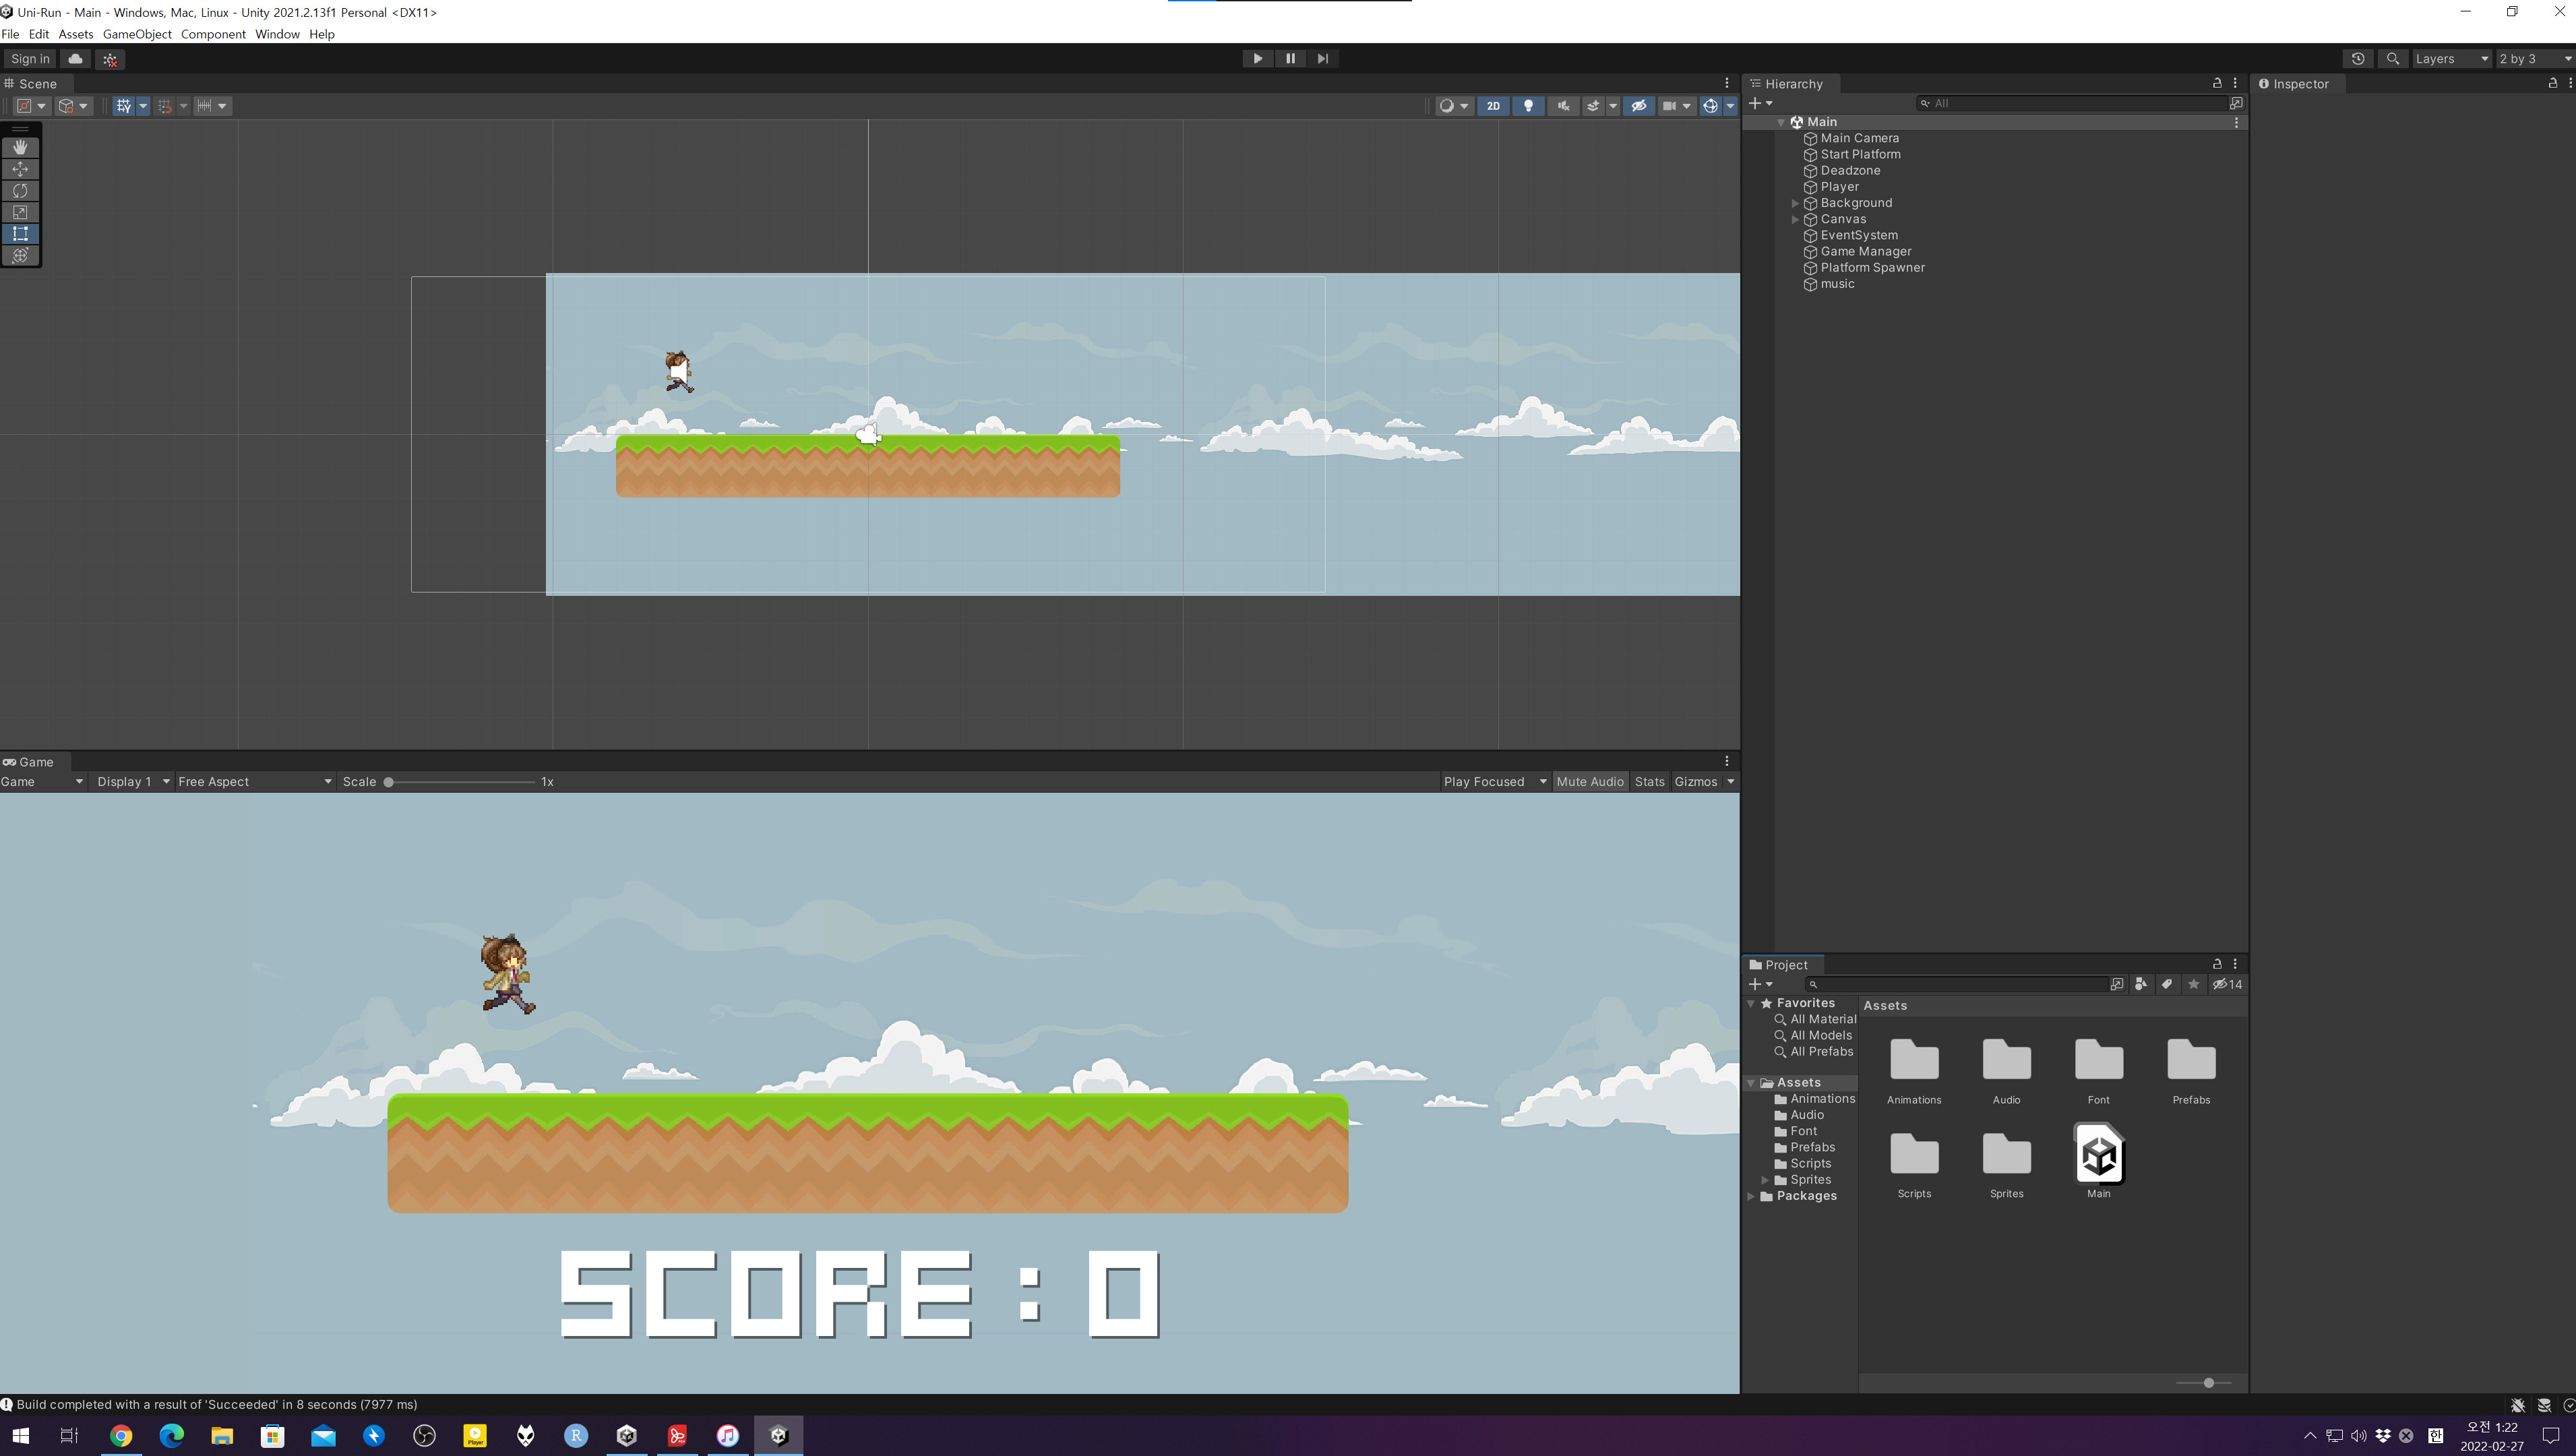 Uni-Run - Main - Windows, Mac, Linux - Unity 2021.2.13f1 Personal <DX11>
File Edit Assets GameObject Component Window Help
Sign in
Layers
2 by 3
Scene
2D
Hierarchy
All
Main
Main Camera
Start Platform
Deadzone
Player
Background
Canvas
EventSystem
Game Manager
Platform Spawner
music
Inspector
Game
Game Display 1 Free Aspect Scale 1x Play Focused Mute Audio Stats Gizmos
SCORE : 0
Project
14
Favorites
All Material
All Models
All Prefabs
Assets
Animations
Audio
Font
Prefabs
Scripts
Sprites
Packages
Assets
Animations Audio Font Prefabs
Scripts Sprites Main
Build completed with a result of 'Succeeded' in 8 seconds (7977 ms)
Player
R
한
오전 1:22
2022-02-27